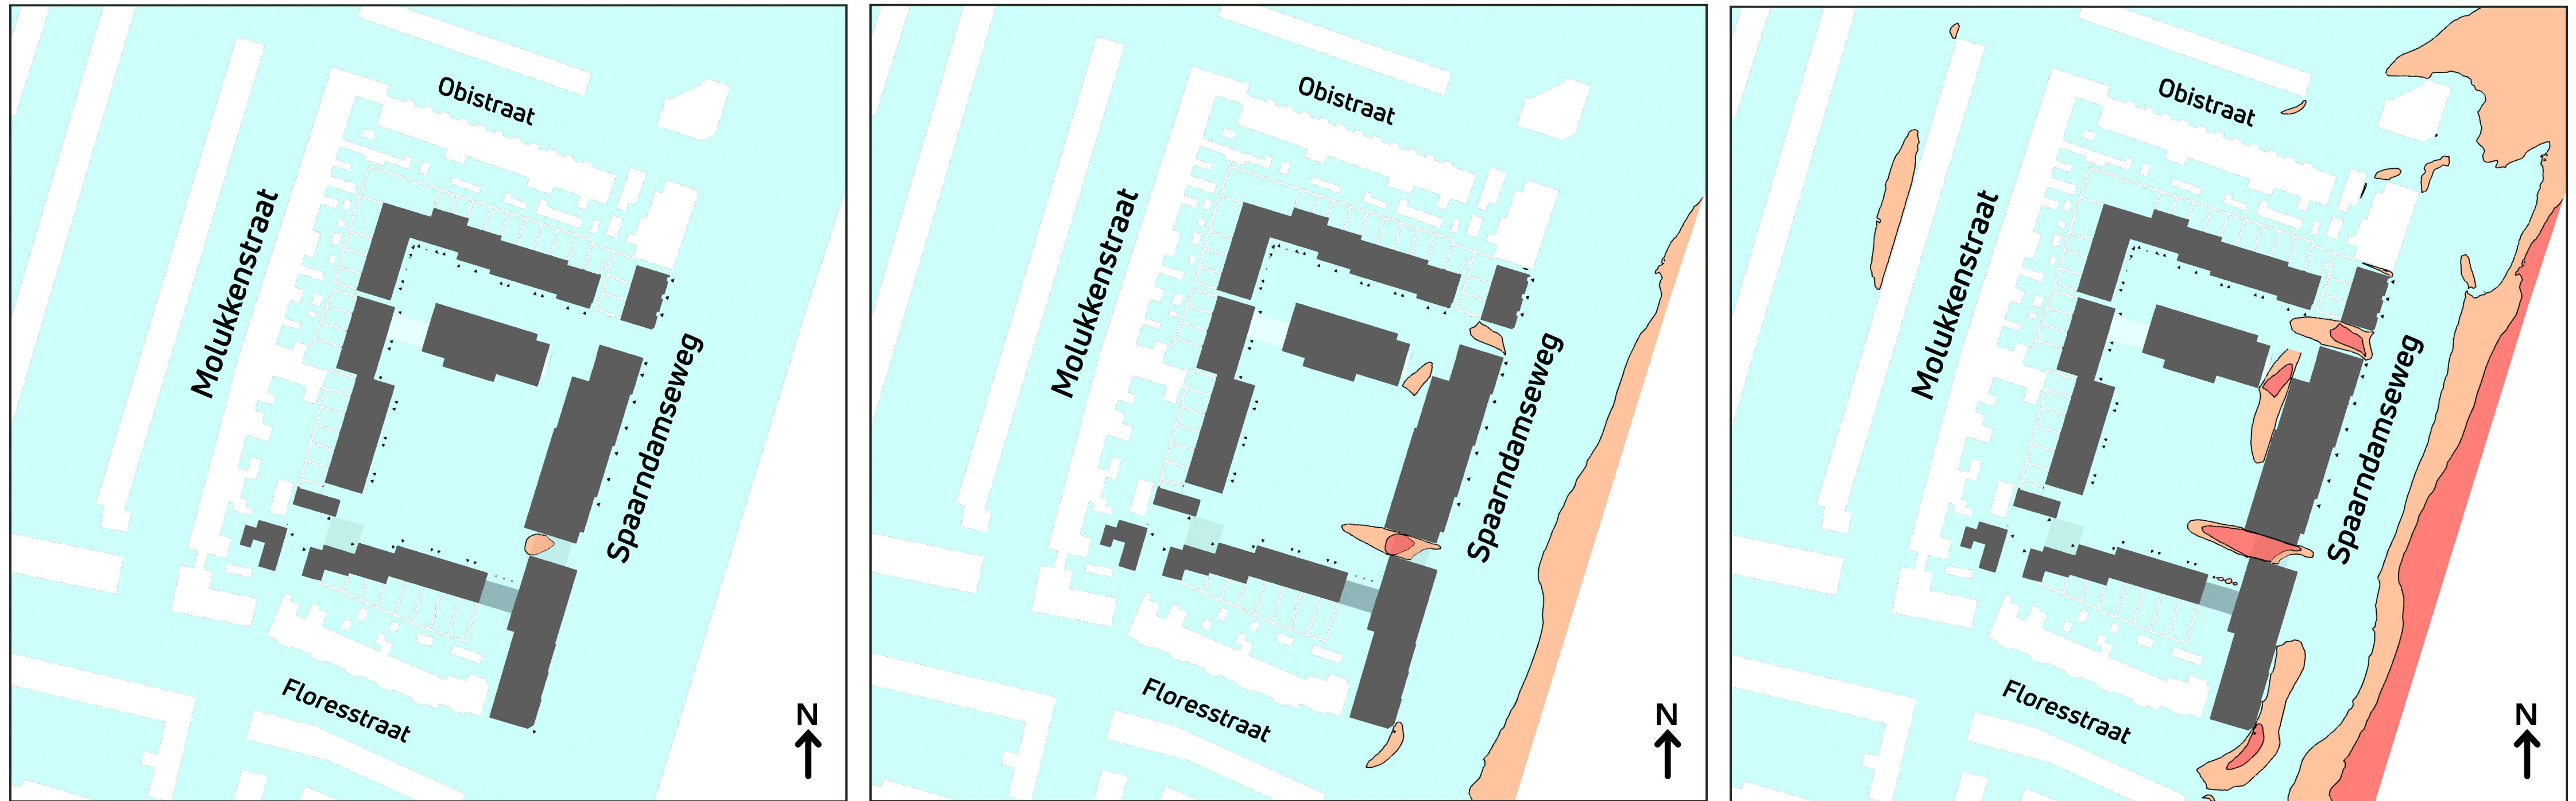 Obistraat
Molukkenstraat
Spaarndamseweg
Floresstraat
N
Obistraat
Molukkenstraat
Spaarndamseweg
Floresstraat
N
Obistraat
Molukkenstraat
Spaarndamseweg
Floresstraat
N